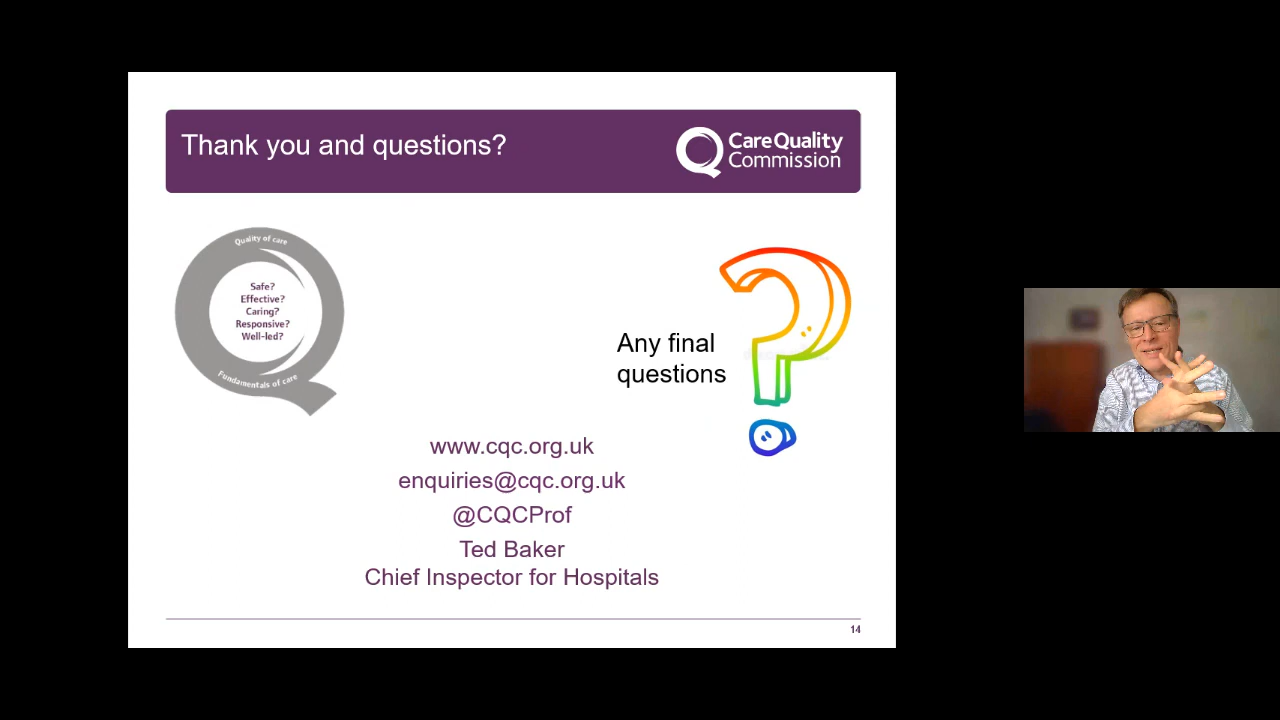 Thank you and questions?
CareQuality
Commission
Quality of care
Safe?
Effective?
Caring?
Responsive?
Well-led?
Fundamentals of care
Any final
questions
www.cqc.org.uk
enquiries@cqc.org.uk
@CQCProf
Ted Baker
Chief Inspector for Hospitals
14